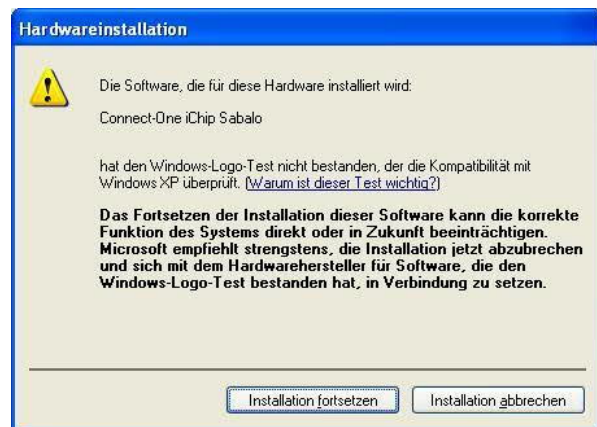 Hardwareinstallation
Die Software, die für diese Hardware installiert wird:
Connect-One iChip Sabalo
hat den Windows-Logo-Test nicht bestanden, der die Kompatibilität mit
Windows XP überprüft. (Warum ist dieser Test wichtig?)
Das Fortsetzen der Installation dieser Software kann die korrekte
Funktion des Systems direkt oder in Zukunft beeinträchtigen.
Microsoft empfiehlt strengstens, die Installation jetzt abzubrechen
und sich mit dem Hardwarehersteller für Software, die den
Windows-Logo-Test bestanden hat, in Verbindung zu setzen.
Installation fortsetzen Installation abbrechen